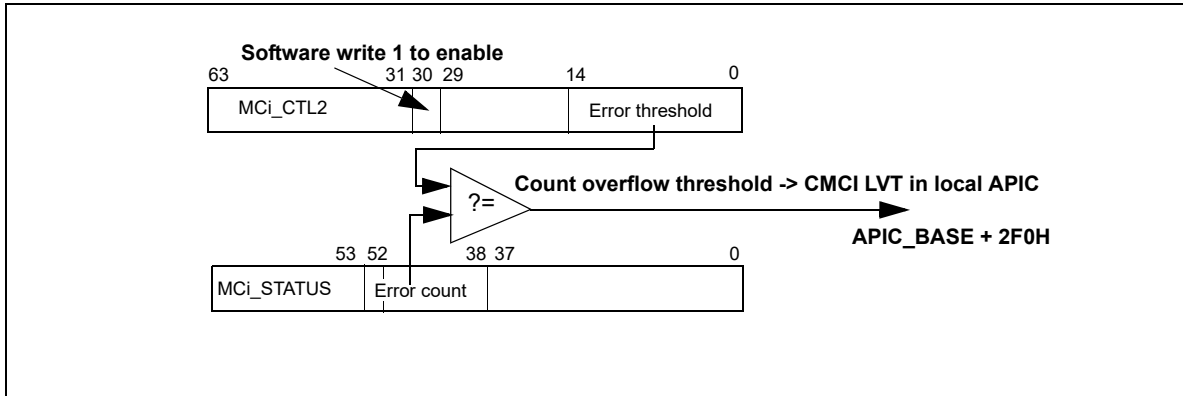 Software write 1 to enable
63 31 30 29 14 0
MCi_CTL2 Error threshold
?= Count overflow threshold -> CMCI LVT in local APIC
APIC_BASE + 2F0H
53 52 38 37 0
MCi_STATUS Error count